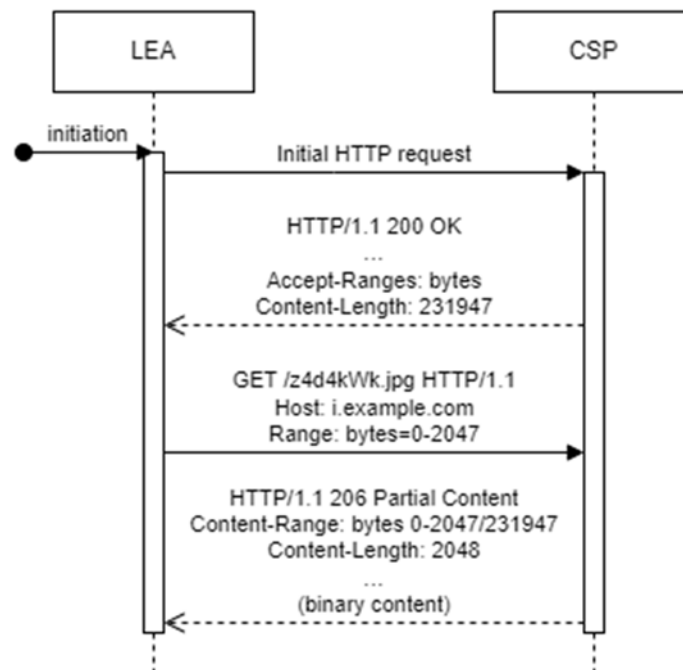 LEA
CSP
initiation
Initial HTTP request
HTTP/1.1 200 OK
...
Accept-Ranges: bytes
Content-Length: 231947
GET /z4d4kWk.jpg HTTP/1.1
Host: i.example.com
Range: bytes=0-2047
HTTP/1.1 206 Partial Content
Content-Range: bytes 0-2047/231947
Content-Length: 2048
...
(binary content)